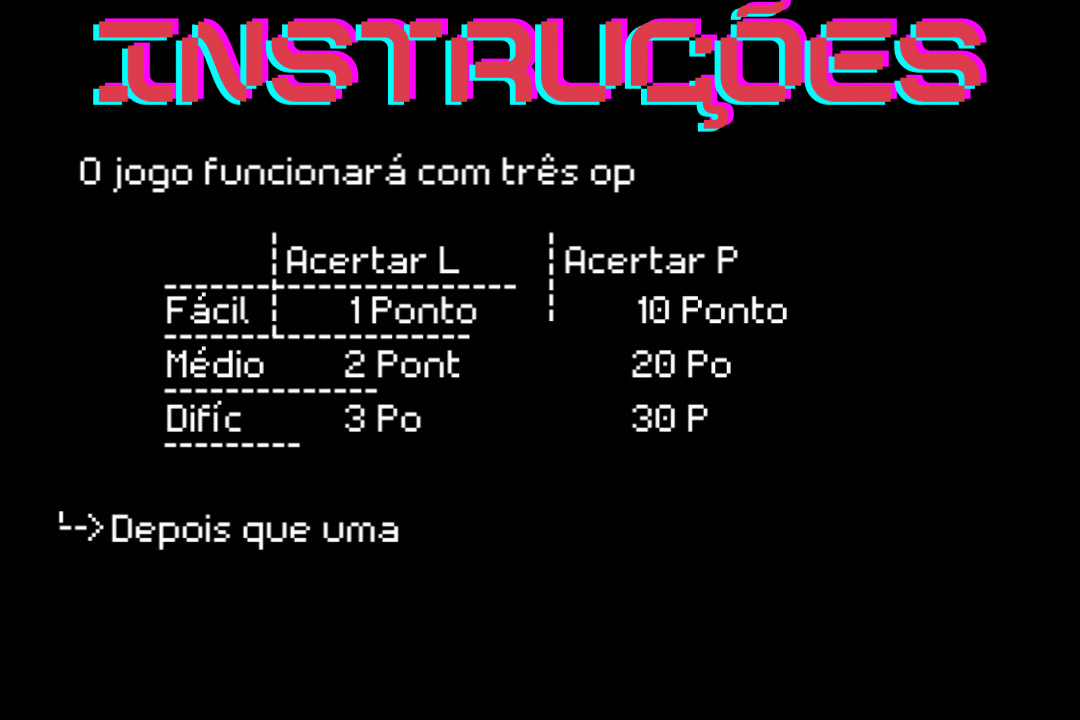 INSTRUÇÕES
O jogo funcionará com três op
Acertar L Acertar P
Fácil 1 Ponto 10 Ponto
Médio 2 Pont 20 Po
Difíc 3 Po 30 P
Depois que uma